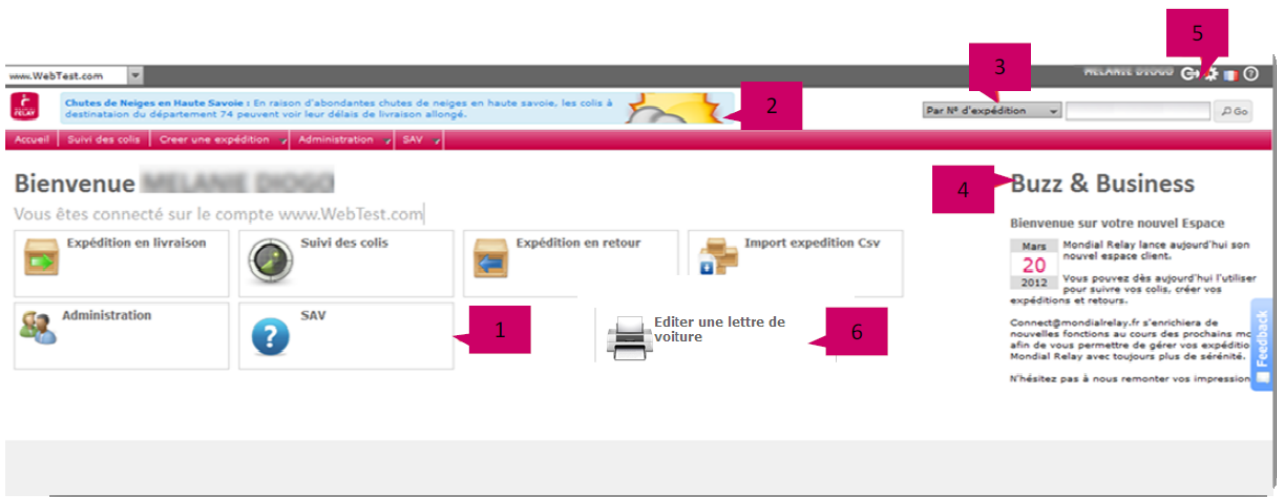 5
www.WebTest.com
3
RELAY
Chutes de Neiges en Haute Savoie : En raison d'abondantes chutes de neiges en haute savoie, les colis à
destinataion du département 74 peuvent voir leur délais de livraison allongé.
2
Par N° d'expédition
Go
Accueil Suivi des colis Creer une expédition Administration SAV
Bienvenue
4
Buzz & Business
Vous êtes connecté sur le compte www.WebTest.com
Expédition en livraison
Suivi des colis
Expédition en retour
Import expedition Csv
Administration
SAV
1
Editer une lettre de
voiture
6
Bienvenue sur votre nouvel Espace
Mars
20
2012
Mondial Relay lance aujourd'hui son
nouvel espace client.
Vous pouvez dès aujourd'hui l'utiliser
pour suivre vos colis, créer vos
expéditions et retours.
Connect@mondialrelay.fr s'enrichiera de
nouvelles fonctions au cours des prochains
afin de vous permettre de gérer vos
Mondial Relay avec toujours plus de sérénité.
N'hésitez pas à nous remonter vos
Feedback